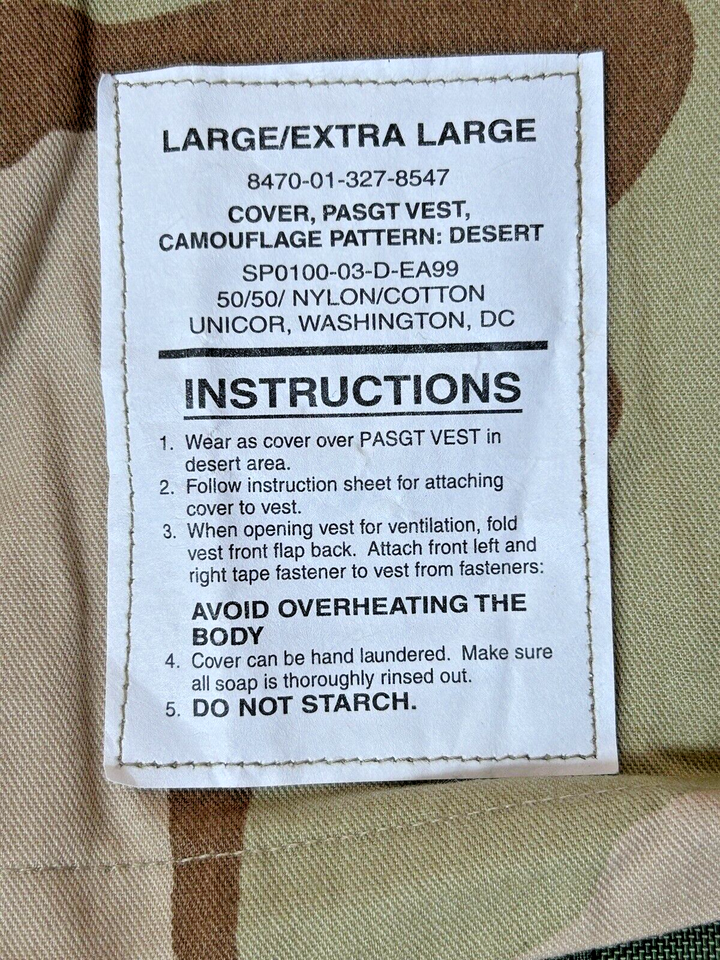 LARGE/EXTRA LARGE
8470-01-327-8547
COVER, PASGT VEST,
CAMOUFLAGE PATTERN: DESERT
SP0100-03-D-EA99
50/50/ NYLON/COTTON
UNICOR, WASHINGTON, DC
INSTRUCTIONS
1. Wear as cover over PASGT VEST in
desert area.
2. Follow instruction sheet for attaching
cover to vest.
3. When opening vest for ventilation, fold
vest front flap back. Attach front left and
right tape fastener to vest from fasteners:
AVOID OVERHEATING THE
BODY
4. Cover can be hand laundered. Make sure
all soap is thoroughly rinsed out.
5. DO NOT STARCH.